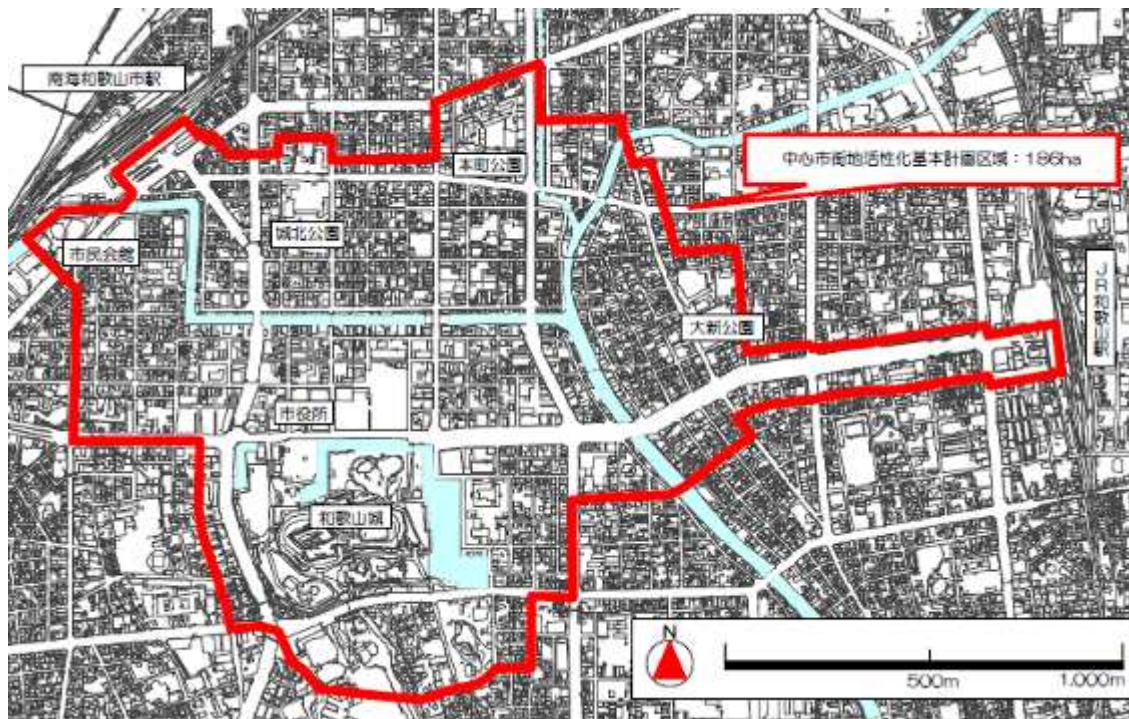 南海和歌山市駅
本町公園
中心市街地活性化基本計画区域：186ha
城北公園
市民会館
JR和歌山駅
大新公園
市役所
和歌山城
N
500m
1,000m